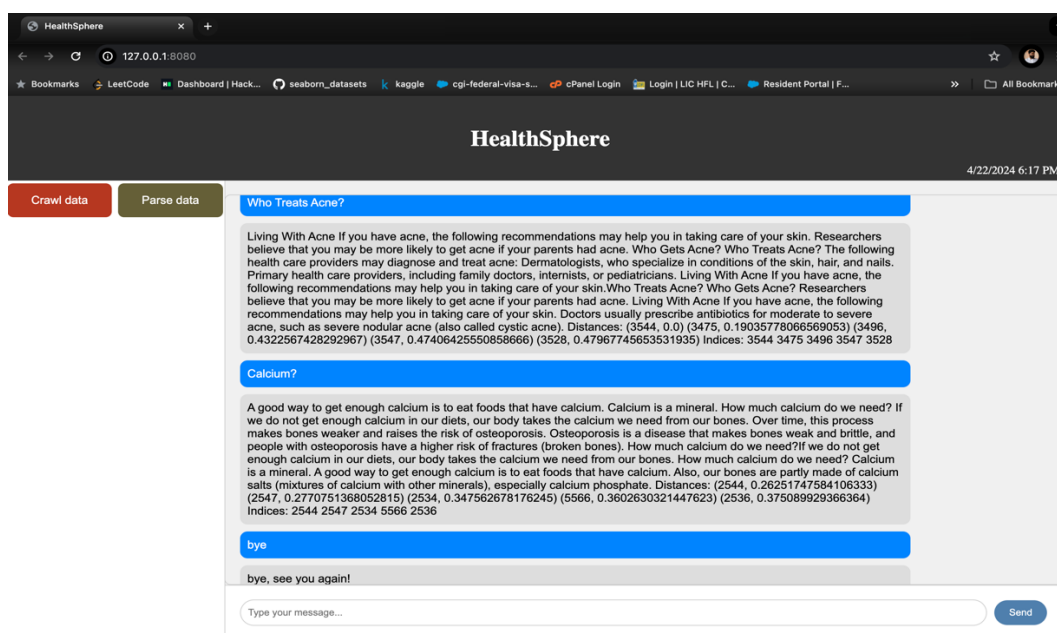 HealthSphere
127.0.0.1:8080
Bookmarks LeetCode Dashboard | Hack... seaborn_datasets kaggle cgi-federal-visa-s... cPanel Login Login | LIC HFL | C... Resident Portal | F... » All Bookmark
HealthSphere
4/22/2024 6:17 PM
Crawl data Parse data
Who Treats Acne?
Living With Acne If you have acne, the following recommendations may help you in taking care of your skin. Researchers
believe that you may be more likely to get acne if your parents had acne. Who Gets Acne? Who Treats Acne? The following
health care providers may diagnose and treat acne: Dermatologists, who specialize in conditions of the skin, hair, and nails.
Primary health care providers, including family doctors, internists, or pediatricians. Living With Acne If you have acne, the
following recommendations may help you in taking care of your skin.Who Treats Acne? Who Gets Acne? Researchers
believe that you may be more likely to get acne if your parents had acne. Living With Acne If you have acne, the following
recommendations may help you in taking care of your skin. Doctors usually prescribe antibiotics for moderate to severe
acne, such as severe nodular acne (also called cystic acne). Distances: (3544, 0.0) (3475, 0.19035778066569053) (3496,
0.4322567428292967) (3547, 0.47406425550858666) (3528, 0.47967745653531935) Indices: 3544 3475 3496 3547 3528
Calcium?
A good way to get enough calcium is to eat foods that have calcium. Calcium is a mineral. How much calcium do we need? If
we do not get enough calcium in our diets, our body takes the calcium we need from our bones. Over time, this process
makes bones weaker and raises the risk of osteoporosis. Osteoporosis is a disease that makes bones weak and brittle, and
people with osteoporosis have a higher risk of fractures (broken bones). How much calcium do we need?If we do not get
enough calcium in our diets, our body takes the calcium we need from our bones. How much calcium do we need? Calcium
is a mineral. A good way to get enough calcium is to eat foods that have calcium. Also, our bones are partly made of calcium
salts (mixtures of calcium with other minerals), especially calcium phosphate. Distances: (2544, 0.26251747584106333)
(2547, 0.2770751368052815) (2534, 0.347562678176245) (5566, 0.3602630321447623) (2536, 0.375089929366364)
Indices: 2544 2547 2534 5566 2536
bye
bye, see you again!
Type your message... Send